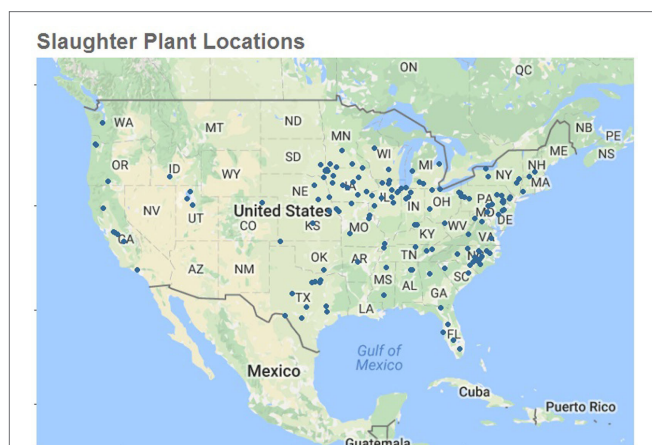 Slaughter Plant Locations
ON
QC
WA
MT
ND
MN
NB
PE
ME
NS
OR
ID
SD
WI
MI
NH
NY
MA
WY
NE
IA
IL
IN
OH
PA
MD
DE
NV
UT
CO
United States
KS
MO
KY
WV
VA
CA
AZ
NM
OK
AR
TN
NC
SC
MS
AL
GA
TX
LA
FL
Gulf of
Mexico
Mexico
Cuba
Puerto Rico
Guatemala